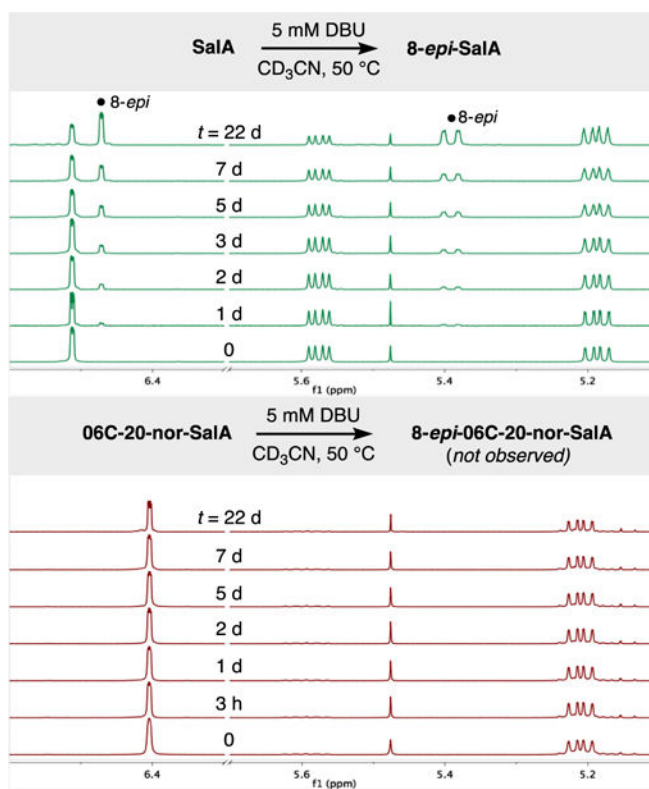 SalA 5 mM DBU 8-epi-SalA
CD3CN, 50 °C
8-epi
8-epi
t = 22 d
7 d
5 d
3 d
2 d
1 d
0
6.4 5.6 5.4 5.2
f1 (ppm)
06C-20-nor-SalA 5 mM DBU 8-epi-06C-20-nor-SalA
CD3CN, 50 °C (not observed)
t = 22 d
7 d
5 d
2 d
1 d
3 h
0
6.4 5.6 5.4 5.2
f1 (ppm)